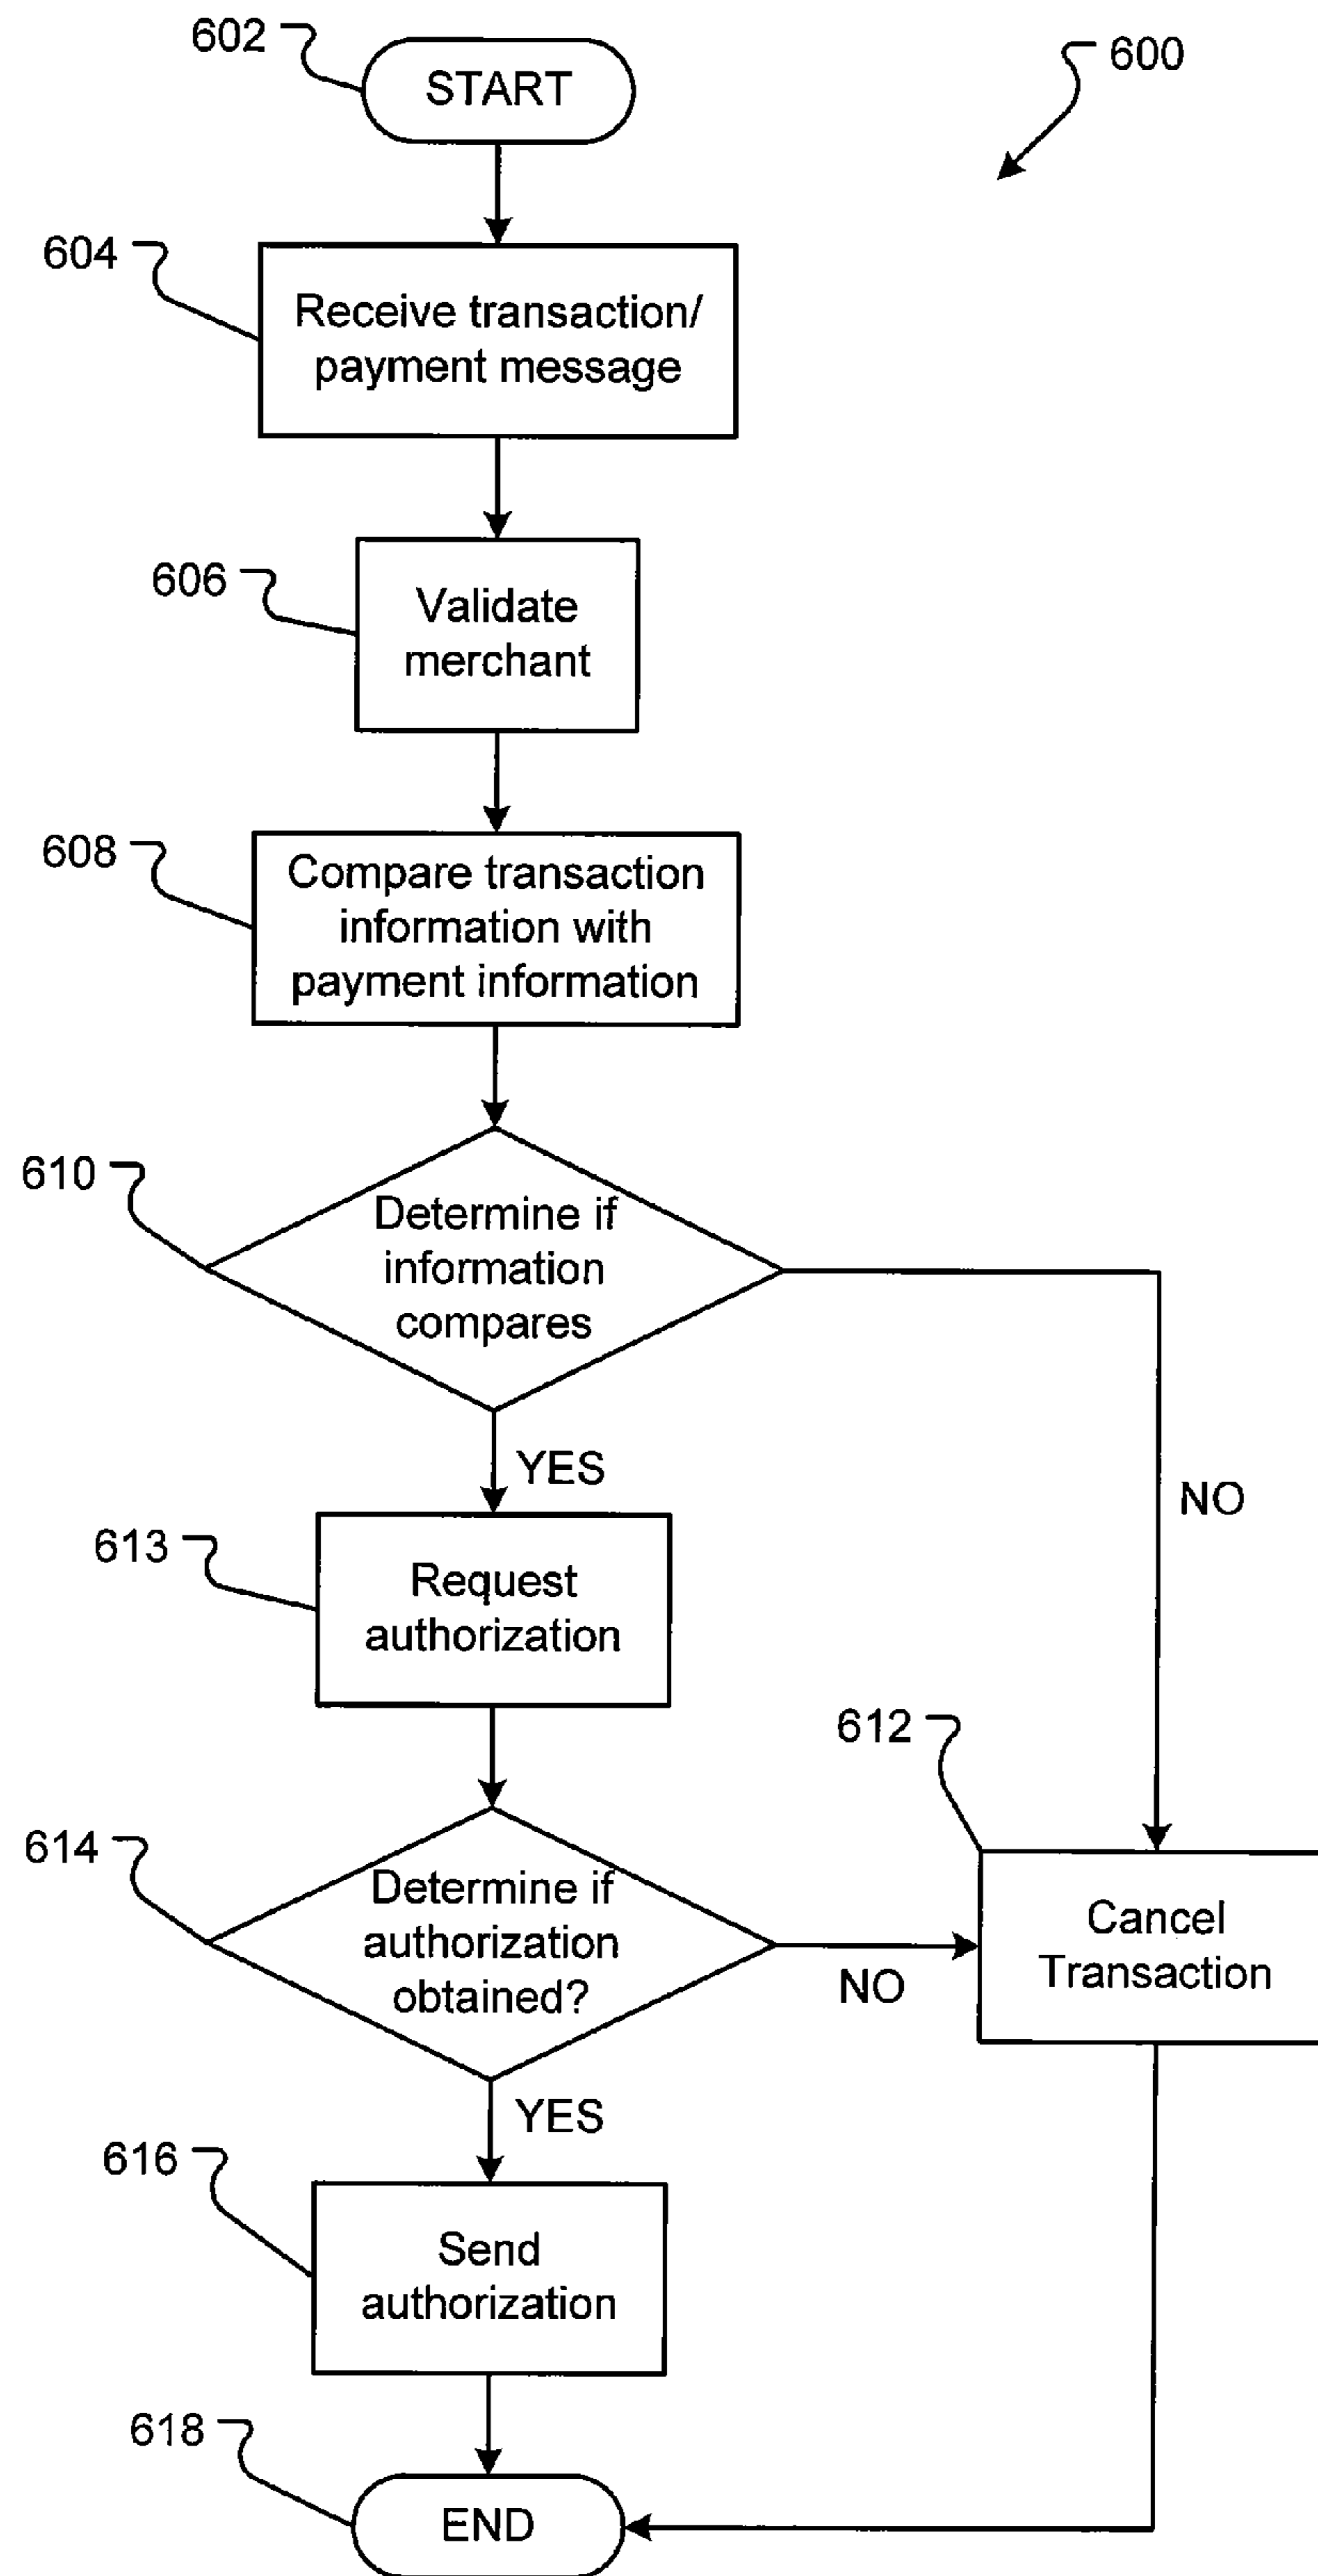 602
START
600
604
Receive transaction/
payment message
606
Validate
merchant
608
Compare transaction
information with
payment information
610
Determine if
information
compares
YES
NO
613
Request
authorization
612
614
Determine if
authorization
obtained?
NO
Cancel
Transaction
YES
616
Send
authorization
618
END